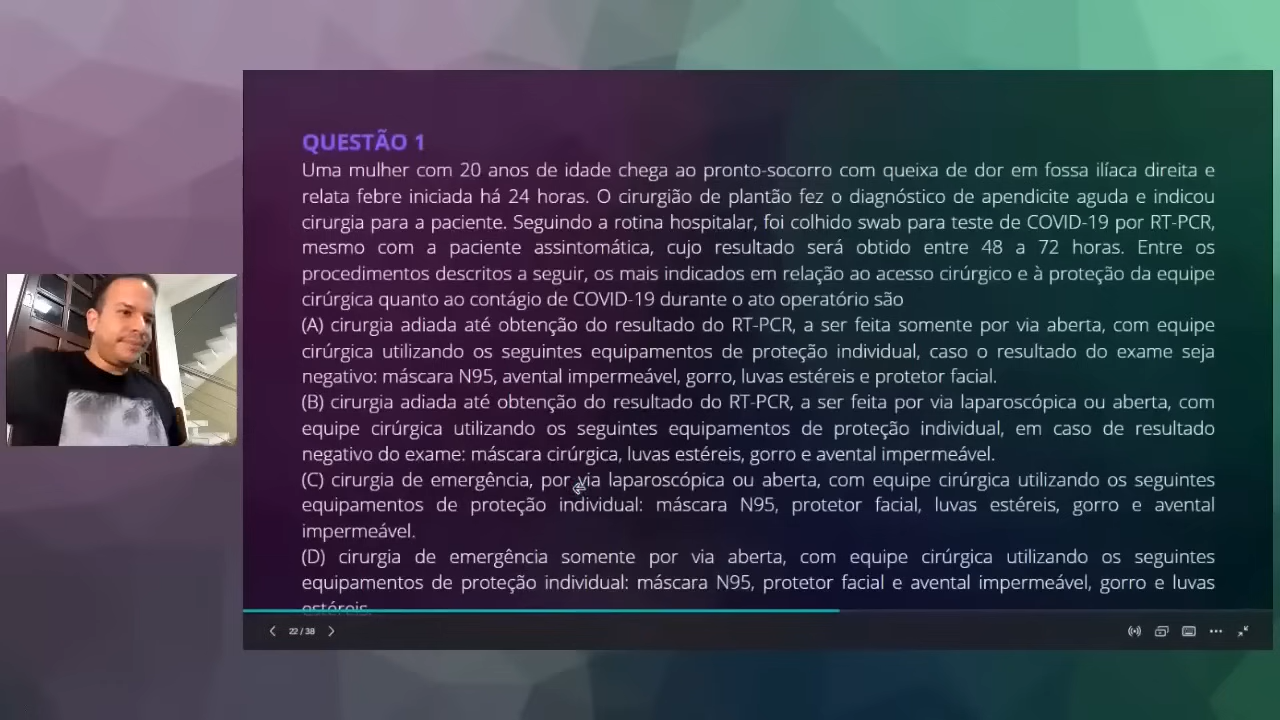 QUESTÃO 1
Uma mulher com 20 anos de idade chega ao pronto-socorro com queixa de dor em fossa ilíaca direita e
relata febre iniciada há 24 horas. O cirurgião de plantão fez o diagnóstico de apendicite aguda e indicou
cirurgia para a paciente. Seguindo a rotina hospitalar, foi colhido swab para teste de COVID-19 por RT-PCR,
mesmo com a paciente assintomática, cujo resultado será obtido entre 48 a 72 horas. Entre os
procedimentos descritos a seguir, os mais indicados em relação ao acesso cirúrgico e à proteção da equipe
cirúrgica quanto ao contágio de COVID-19 durante o ato operatório são
(A) cirurgia adiada até obtenção do resultado do RT-PCR, a ser feita somente por via aberta, com equipe
cirúrgica utilizando os seguintes equipamentos de proteção individual, caso o resultado do exame seja
negativo: máscara N95, avental impermeável, gorro, luvas estéreis e protetor facial.
(B) cirurgia adiada até obtenção do resultado do RT-PCR, a ser feita por via laparoscópica ou aberta, com
equipe cirúrgica utilizando os seguintes equipamentos de proteção individual, em caso de resultado
negativo do exame: máscara cirúrgica, luvas estéreis, gorro e avental impermeável.
(C) cirurgia de emergência, por via laparoscópica ou aberta, com equipe cirúrgica utilizando os seguintes
equipamentos de proteção individual: máscara N95, protetor facial, luvas estéreis, gorro e avental
impermeável.
(D) cirurgia de emergência somente por via aberta, com equipe cirúrgica utilizando os seguintes
equipamentos de proteção individual: máscara N95, protetor facial e avental impermeável, gorro e luvas
estéreis.
22 / 38